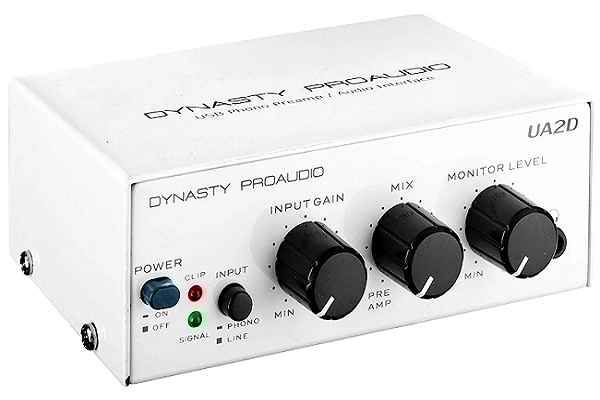 DYNASTY PROAUDIO
USB Phono Preamp / Audio Interface
UA2D
DYNASTY PROAUDIO
INPUT GAIN
MIX
MONITOR LEVEL
POWER
CLIP
INPUT
ON
OFF
SIGNAL
PHONO
LINE
MIN
PRE
AMP
MIN